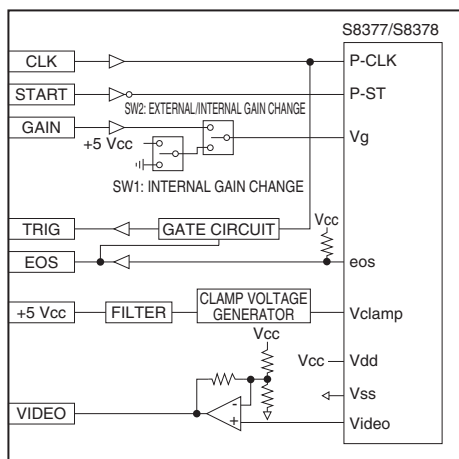 S8377/S8378
CLK
P-CLK
START
P-ST
SW2: EXTERNAL/INTERNAL GAIN CHANGE
GAIN
+5 Vcc
Vg
SW1: INTERNAL GAIN CHANGE
Vcc
TRIG
GATE CIRCUIT
EOS
eos
+5 Vcc
FILTER
CLAMP VOLTAGE
GENERATOR
Vclamp
Vcc
Vcc
Vdd
Vss
VIDEO
-
+
Video